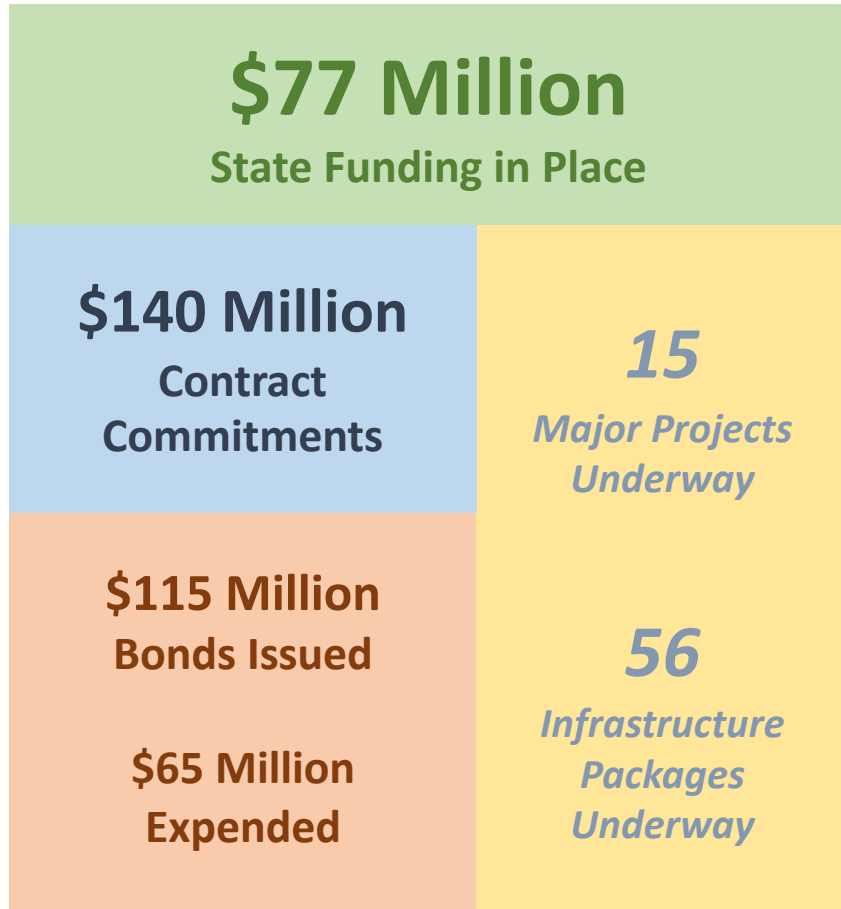 $77 Million
State Funding in Place
$140 Million
Contract
Commitments
15
Major Projects
Underway
$115 Million
Bonds Issued
$65 Million
Expended
56
Infrastructure
Packages
Underway